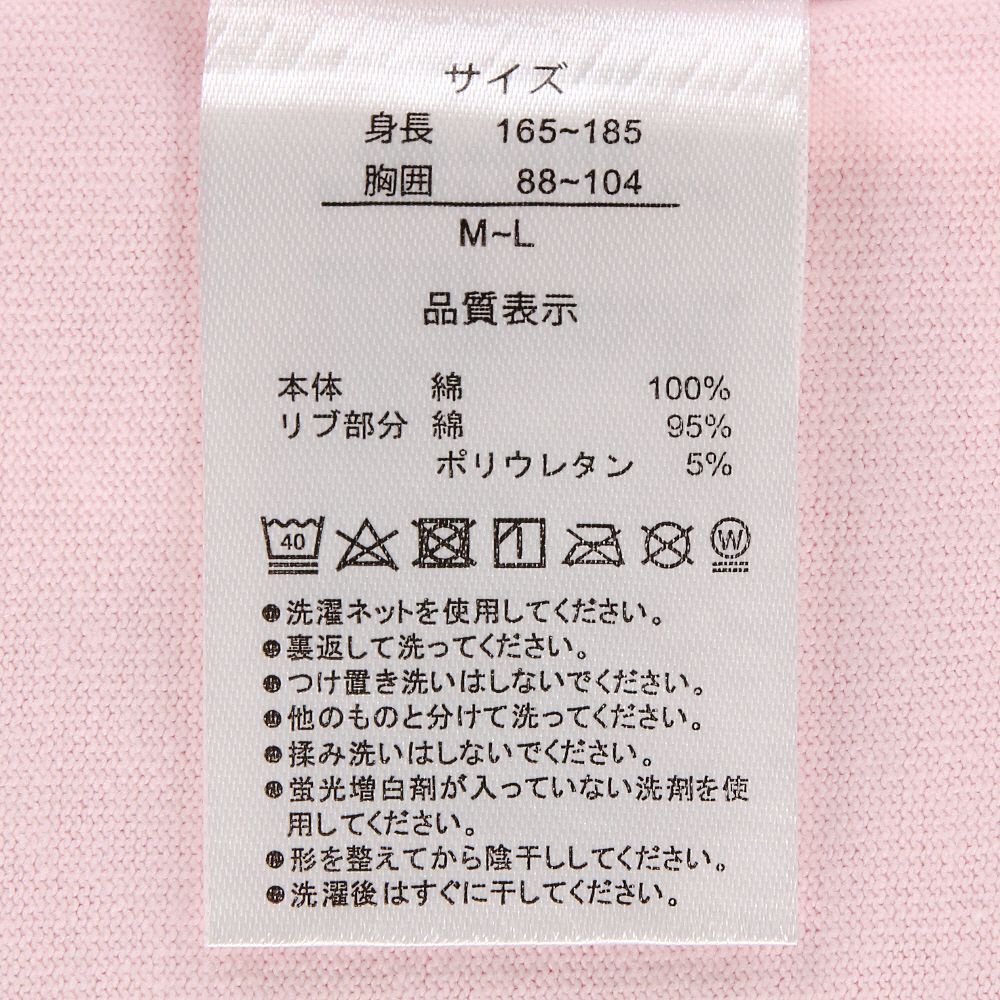 サイズ
身長 165~185
胸囲 88~104
M~L
品質表示
本体 綿 100%
リブ部分 綿 95%
ポリウレタン 5%
40 W
●洗濯ネットを使用してください。
●裏返して洗ってください。
●つけ置き洗いはしないでください。
●他のものと分けて洗ってください。
●揉み洗いはしないでください。
●蛍光増白剤が入っていない洗剤を使
用してください。
●形を整えてから陰干ししてください。
●洗濯後はすぐに干してください。